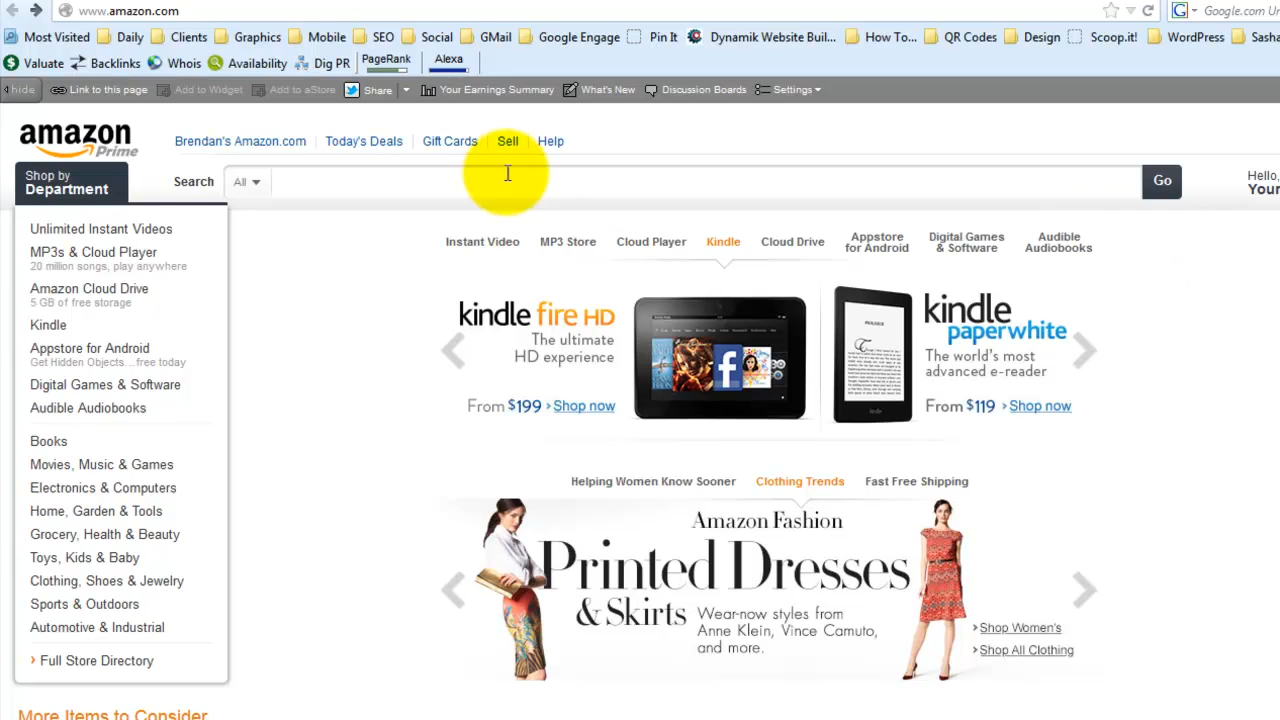 www.amazon.com
Google.com Un
Most Visited Daily Clients Graphics Mobile SEO Social GMail Google Engage Pin It Dynamik Website Buil... How To... QR Codes Design Scoop.it! WordPress Sasha
Valuate Backlinks Whois Availability Dig PR PageRank Alexa
hide Link to this page Add to Widget Add to aStore Share Your Earnings Summary What's New Discussion Boards Settings
amazon Prime
Brendan's Amazon.com Today's Deals Gift Cards Sell Help
Shop by
Department
Search All Go
Hello,
Your
Unlimited Instant Videos
MP3s & Cloud Player
20 million songs, play anywhere
Amazon Cloud Drive
5 GB of free storage
Kindle
Appstore for Android
Get Hidden Objects... free today
Digital Games & Software
Audible Audiobooks
Books
Movies, Music & Games
Electronics & Computers
Home, Garden & Tools
Grocery, Health & Beauty
Toys, Kids & Baby
Clothing, Shoes & Jewelry
Sports & Outdoors
Automotive & Industrial
Full Store Directory
More Items to Consider
Instant Video MP3 Store Cloud Player Kindle Cloud Drive Appstore for Android Digital Games & Software Audible Audiobooks
kindle fire HD
The ultimate
HD experience
From $199 Shop now
kindle
paperwhite
The world's most
advanced e-reader
From $119 Shop now
kindle
Helping Women Know Sooner Clothing Trends Fast Free Shipping
Amazon Fashion
Printed Dresses
& Skirts
Wear-now styles from
Anne Klein, Vince Camuto,
and more.
Shop Women's
Shop All Clothing